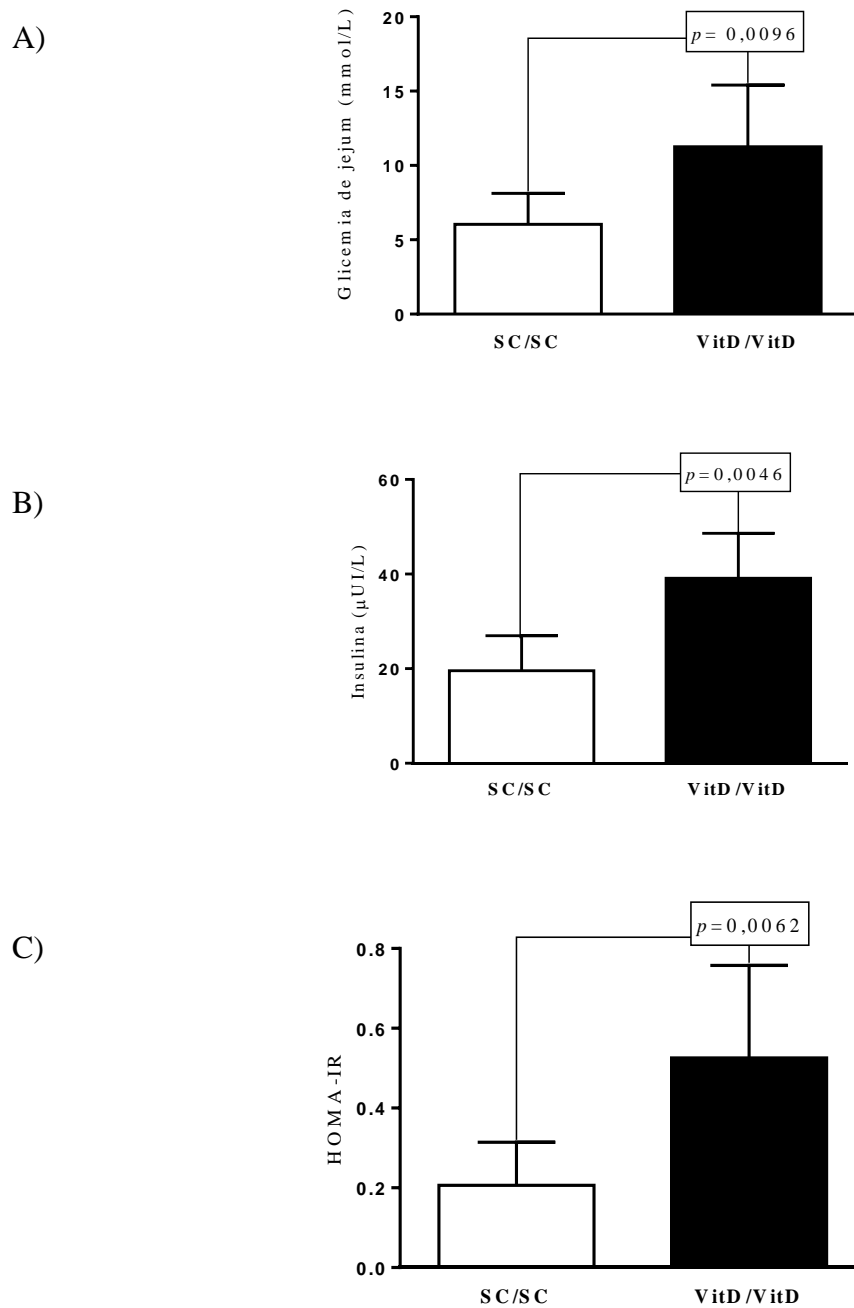 A)
Glicemia de jejum (mmol/L)
20
15
10
5
0
p= 0,0096
SC/SC
VitD/VitD
B)
Insulina (µUI/L)
60
40
20
0
p=0,0046
SC/SC
VitD/VitD
C)
HOMA-IR
0.8
0.6
0.4
0.2
0.0
p=0,0062
SC/SC
VitD/VitD